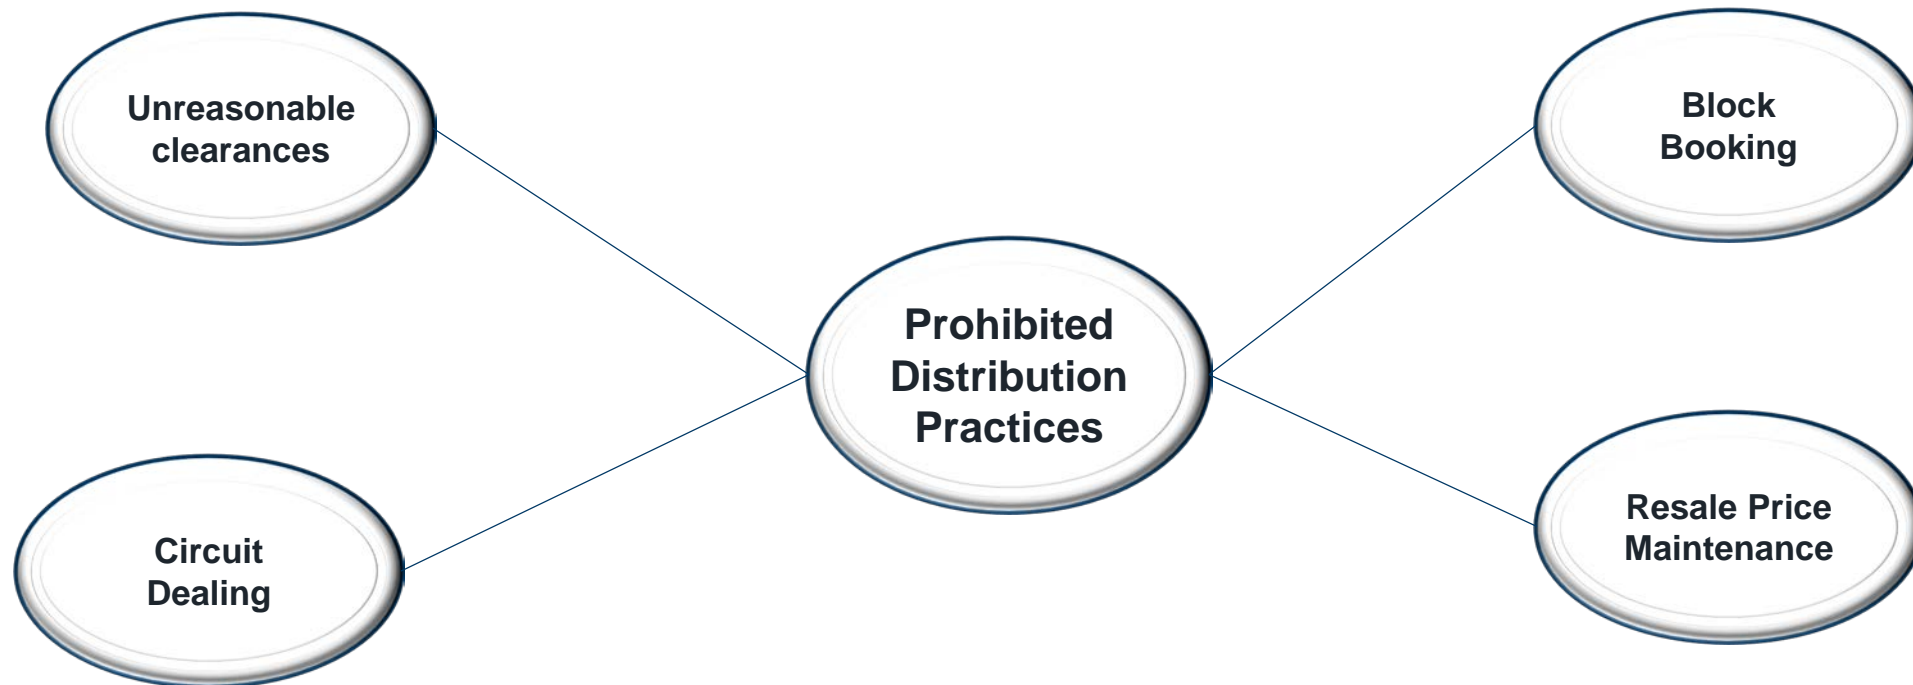 Unreasonable
clearances
Block
Booking
Prohibited
Distribution
Practices
Circuit
Dealing
Resale Price
Maintenance